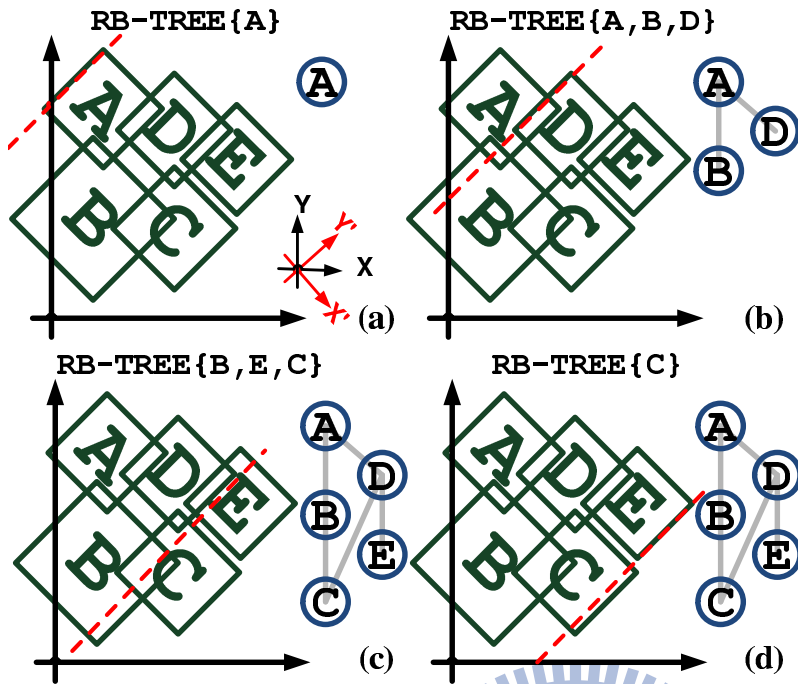 RB-TREE{A}
A
A
D
E
B
C
Y
Y'
X
X'
(a)
RB-TREE{A,B,D}
A
A
D
D
E
B
B
C
(b)
RB-TREE{B,E,C}
A
A
D
D
E
B
B
C
E
C
(c)
RB-TREE{C}
A
A
D
D
E
B
B
C
E
C
(d)